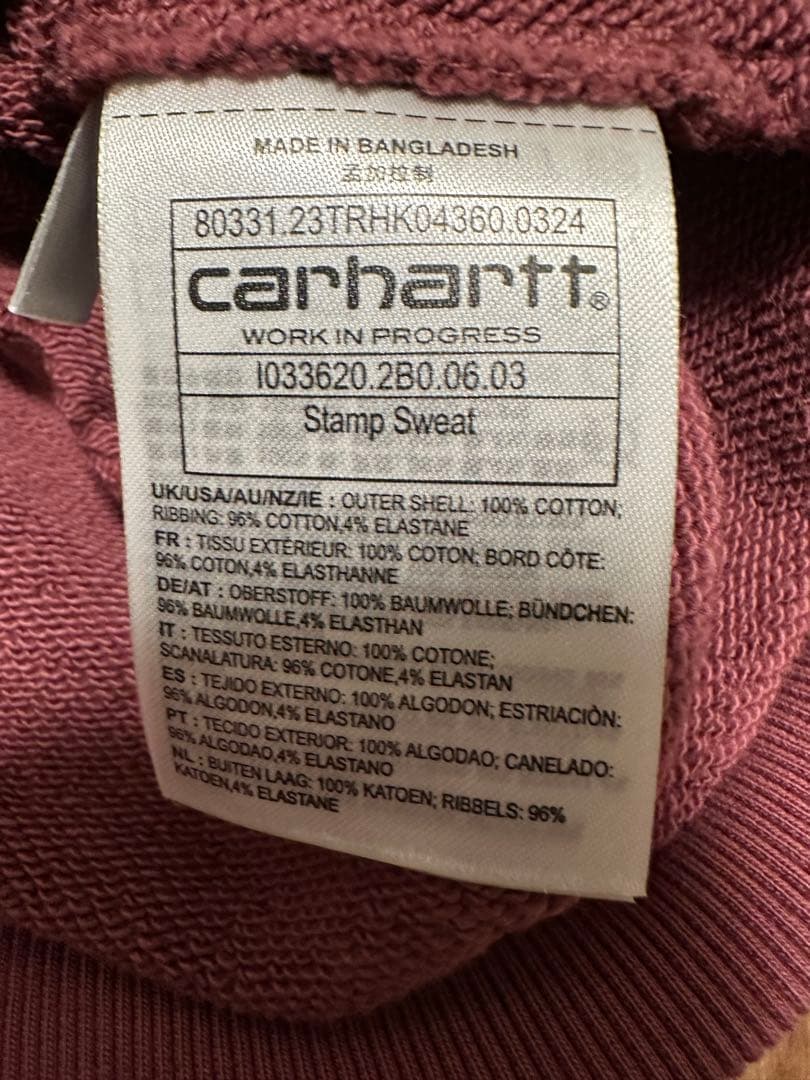 MADE IN BANGLADESH
孟加拉制
80331.23TRHK04360.0324
carhartt®
WORK IN PROGRESS
I033620.2B0.06.03
Stamp Sweat
UK/USA/AU/NZ/IE : OUTER SHELL: 100% COTTON;
RIBBING: 96% COTTON,4% ELASTANE
FR : TISSU EXTÉRIEUR: 100% COTON; BORD CÔTE:
96% COTON,4% ELASTHANNE
DE/AT : OBERSTOFF: 100% BAUMWOLLE; BÜNDCHEN:
96% BAUMWOLLE,4% ELASTHAN
IT : TESSUTO ESTERNO: 100% COTONE;
SCANALATURA: 96% COTONE,4% ELASTAN
ES : TEJIDO EXTERNO: 100% ALGODON; ESTRIACIÒN:
96% ALGODON,4% ELASTANO
PT : TECIDO EXTERIOR: 100% ALGODAO; CANELADO:
96% ALGODAO,4% ELASTANO
NL : BUITEN LAAG: 100% KATOEN; RIBBELS: 96%
KATOEN,4% ELASTANE